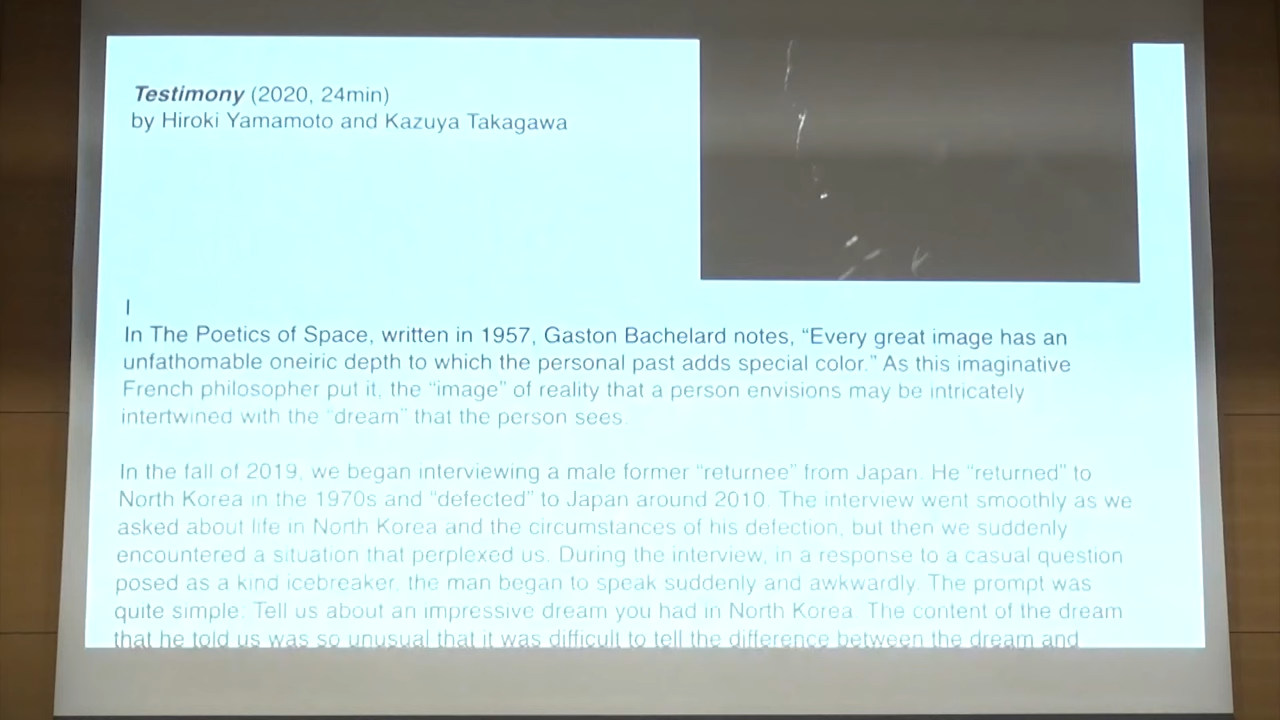 Testimony (2020, 24min)
by Hiroki Yamamoto and Kazuya Takagawa
I
In The Poetics of Space, written in 1957, Gaston Bachelard notes, “Every great image has an
unfathomable oneiric depth to which the personal past adds special color.” As this imaginative
French philosopher put it, the “image” of reality that a person envisions may be intricately
intertwined with the “dream” that the person sees.
In the fall of 2019, we began interviewing a male former “returnee” from Japan. He “returned” to
North Korea in the 1970s and “defected” to Japan around 2010. The interview went smoothly as we
asked about life in North Korea and the circumstances of his defection, but then we suddenly
encountered a situation that perplexed us. During the interview, in a response to a casual question
posed as a kind icebreaker, the man began to speak suddenly and awkwardly. The prompt was
quite simple: Tell us about an impressive dream you had in North Korea. The content of the dream
that he told us was so unusual that it was difficult to tell the difference between the dream and